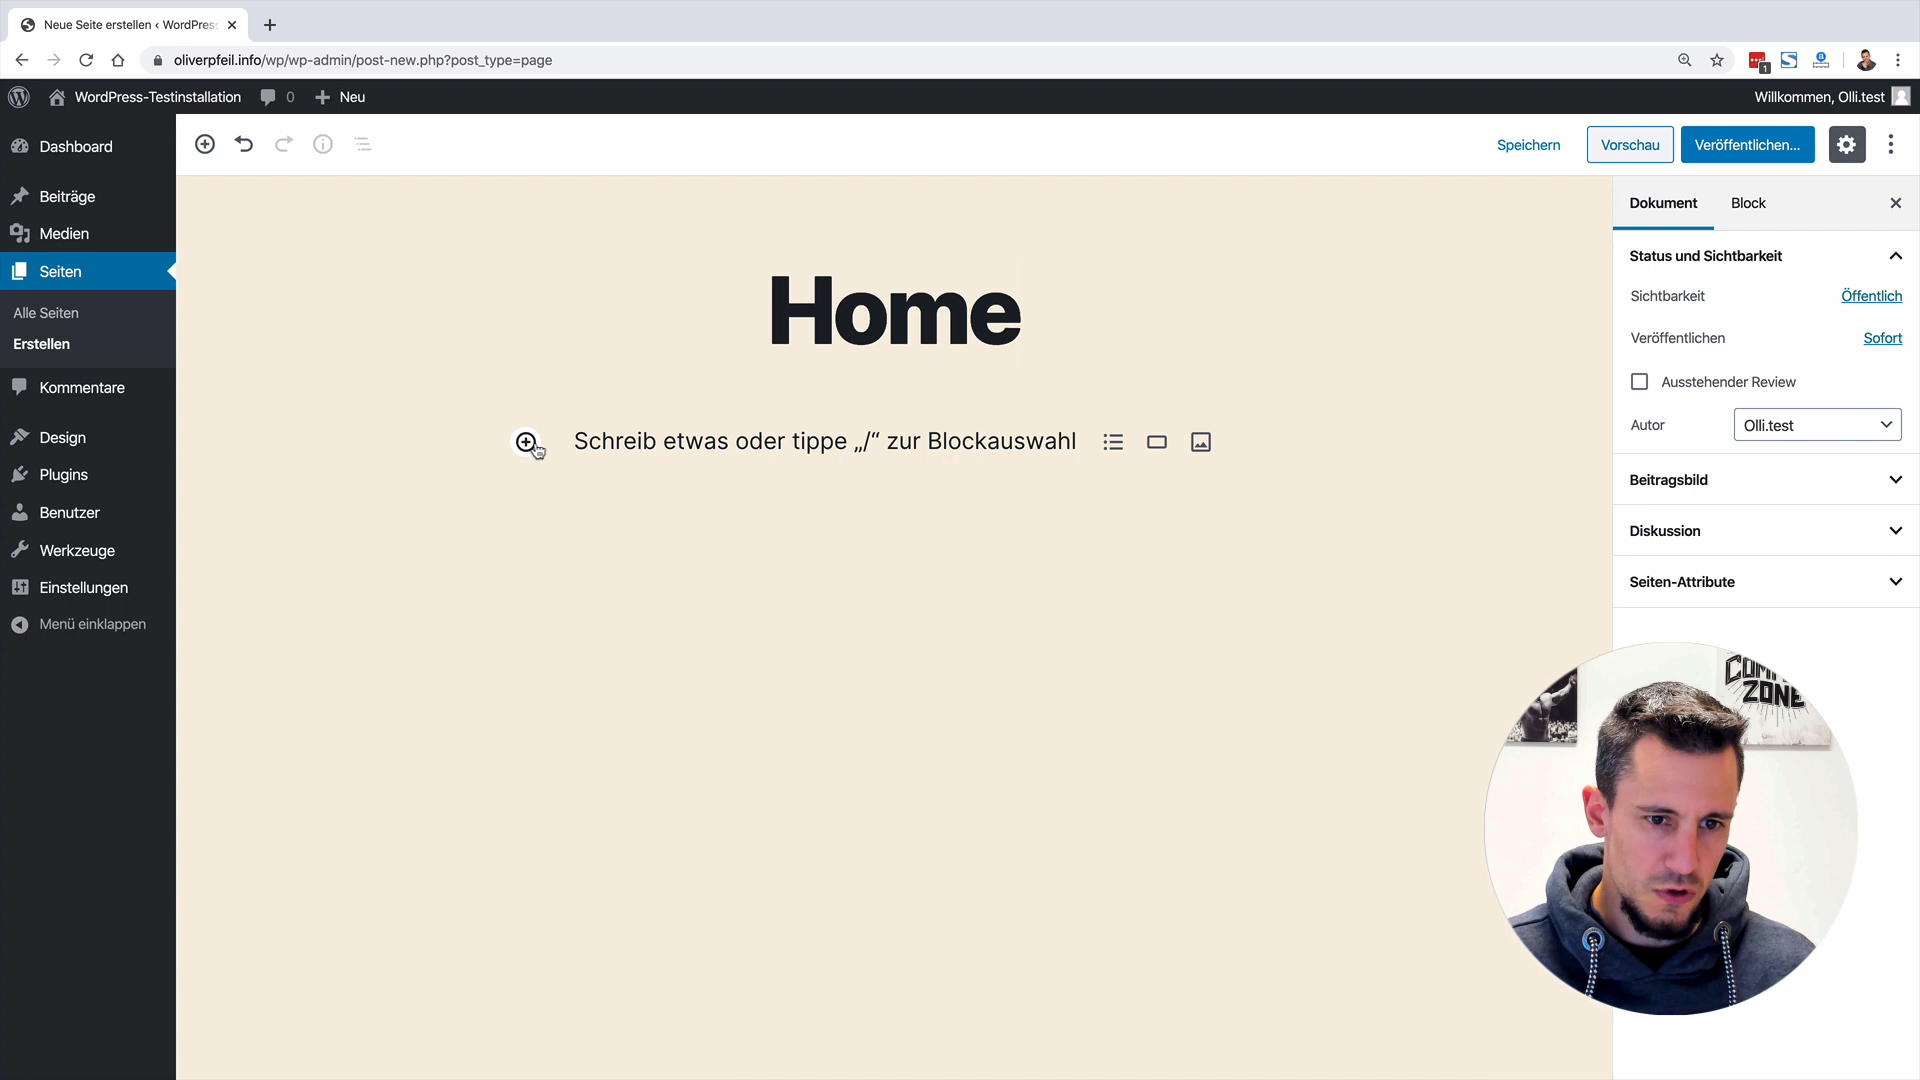 Neue Seite erstellen ‹ WordPres
oliverpfeil.info/wp/wp-admin/post-new.php?post_type=page
1
WordPress-Testinstallation
0
Neu
Willkommen, Olli.test
Dashboard
Beiträge
Medien
Seiten
Alle Seiten
Erstellen
Kommentare
Design
Plugins
Benutzer
Werkzeuge
Einstellungen
Menü einklappen
Speichern
Vorschau
Veröffentlichen...
Home
Schreib etwas oder tippe „/“ zur Blockauswahl
Dokument
Block
Status und Sichtbarkeit
Sichtbarkeit
Öffentlich
Veröffentlichen
Sofort
Ausstehender Review
Autor
Olli.test
Beitragsbild
Diskussion
Seiten-Attribute
ZONE